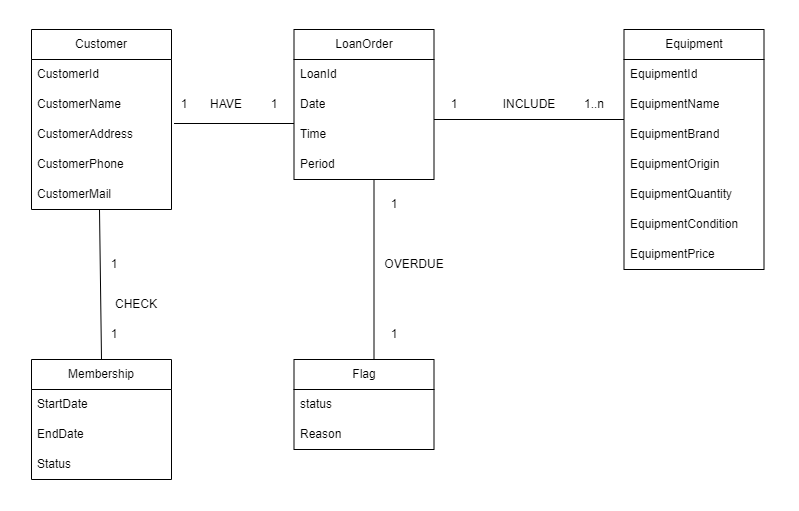 Customer
CustomerId
CustomerName
CustomerAddress
CustomerPhone
CustomerMail
1 HAVE 1
LoanOrder
LoanId
Date
Time
Period
1 INCLUDE 1..n
Equipment
EquipmentId
EquipmentName
EquipmentBrand
EquipmentOrigin
EquipmentQuantity
EquipmentCondition
EquipmentPrice
1
CHECK
1
1
OVERDUE
1
Membership
StartDate
EndDate
Status
Flag
status
Reason